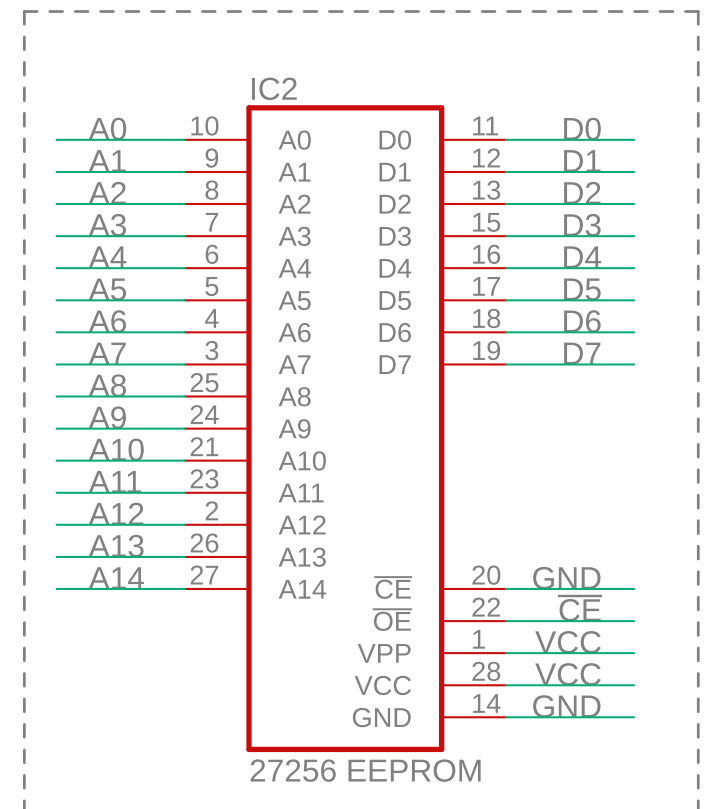 IC2
A0 10 A0 D0 11 D0
A1 9 A1 D1 12 D1
A2 8 A2 D2 13 D2
A3 7 A3 D3 15 D3
A4 6 A4 D4 16 D4
A5 5 A5 D5 17 D5
A6 4 A6 D6 18 D6
A7 3 A7 D7 19 D7
A8 25 A8
A9 24 A9
A10 21 A10
A11 23 A11
A12 2 A12
A13 26 A13
A14 27 A14 C̅E̅ 20 GND
O̅E̅ 22 C̅E̅
VPP 1 VCC
VCC 28 VCC
GND 14 GND
27256 EEPROM